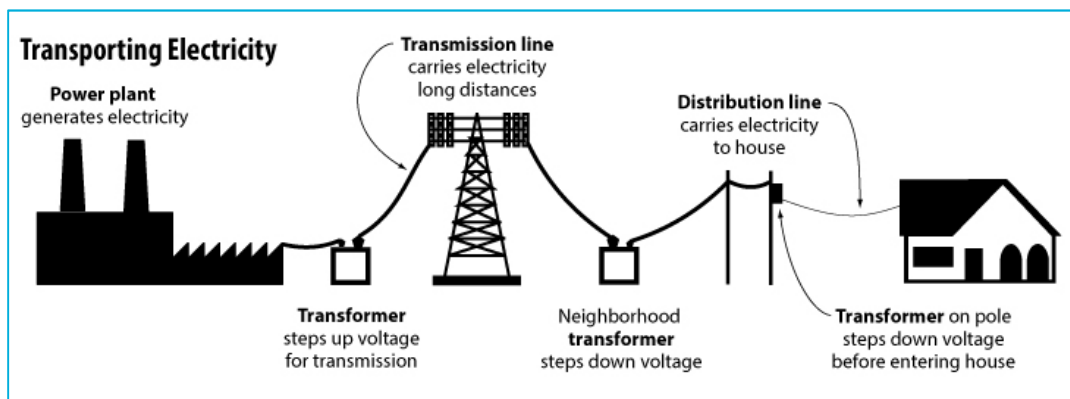 Transporting Electricity
Power plant
generates electricity
Transmission line
carries electricity
long distances
Distribution line
carries electricity
to house
Transformer
steps up voltage
for transmission
Neighborhood
transformer
steps down voltage
Transformer on pole
steps down voltage
before entering house